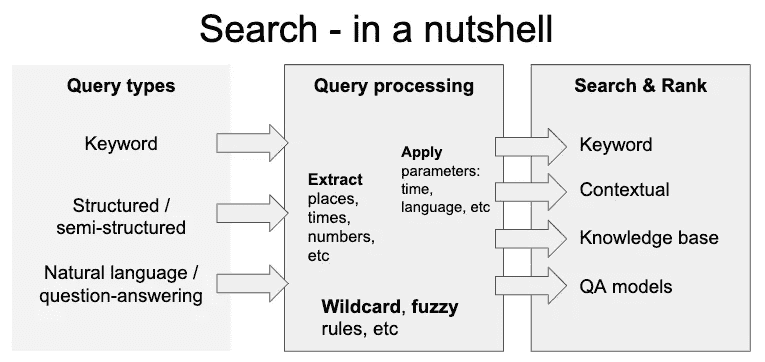 Search - in a nutshell
Query types
Keyword
Structured /
semi-structured
Natural language /
question-answering
Query processing
Extract
places,
times,
numbers,
etc
Apply
parameters:
time,
language, etc
Wildcard, fuzzy
rules, etc
Search & Rank
Keyword
Contextual
Knowledge base
QA models